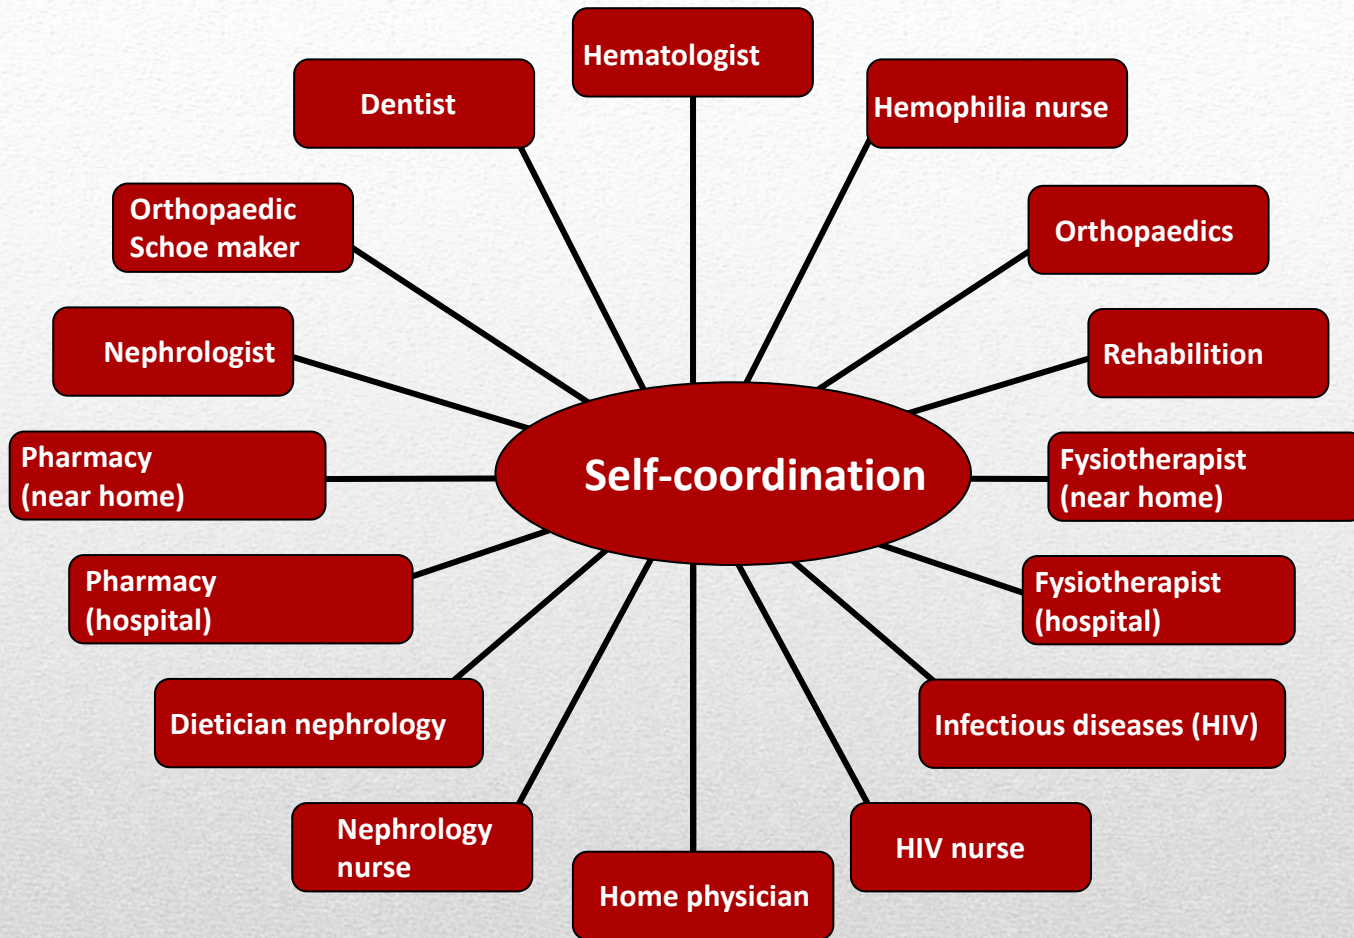 Hematologist
Dentist
Hemophilia nurse
Orthopaedic
Schoe maker
Orthopaedics
Nephrologist
Rehabilition
Pharmacy
(near home)
Self-coordination
Fysiotherapist
(near home)
Pharmacy
(hospital)
Fysiotherapist
(hospital)
Dietician nephrology
Infectious diseases (HIV)
Nephrology
nurse
HIV nurse
Home physician